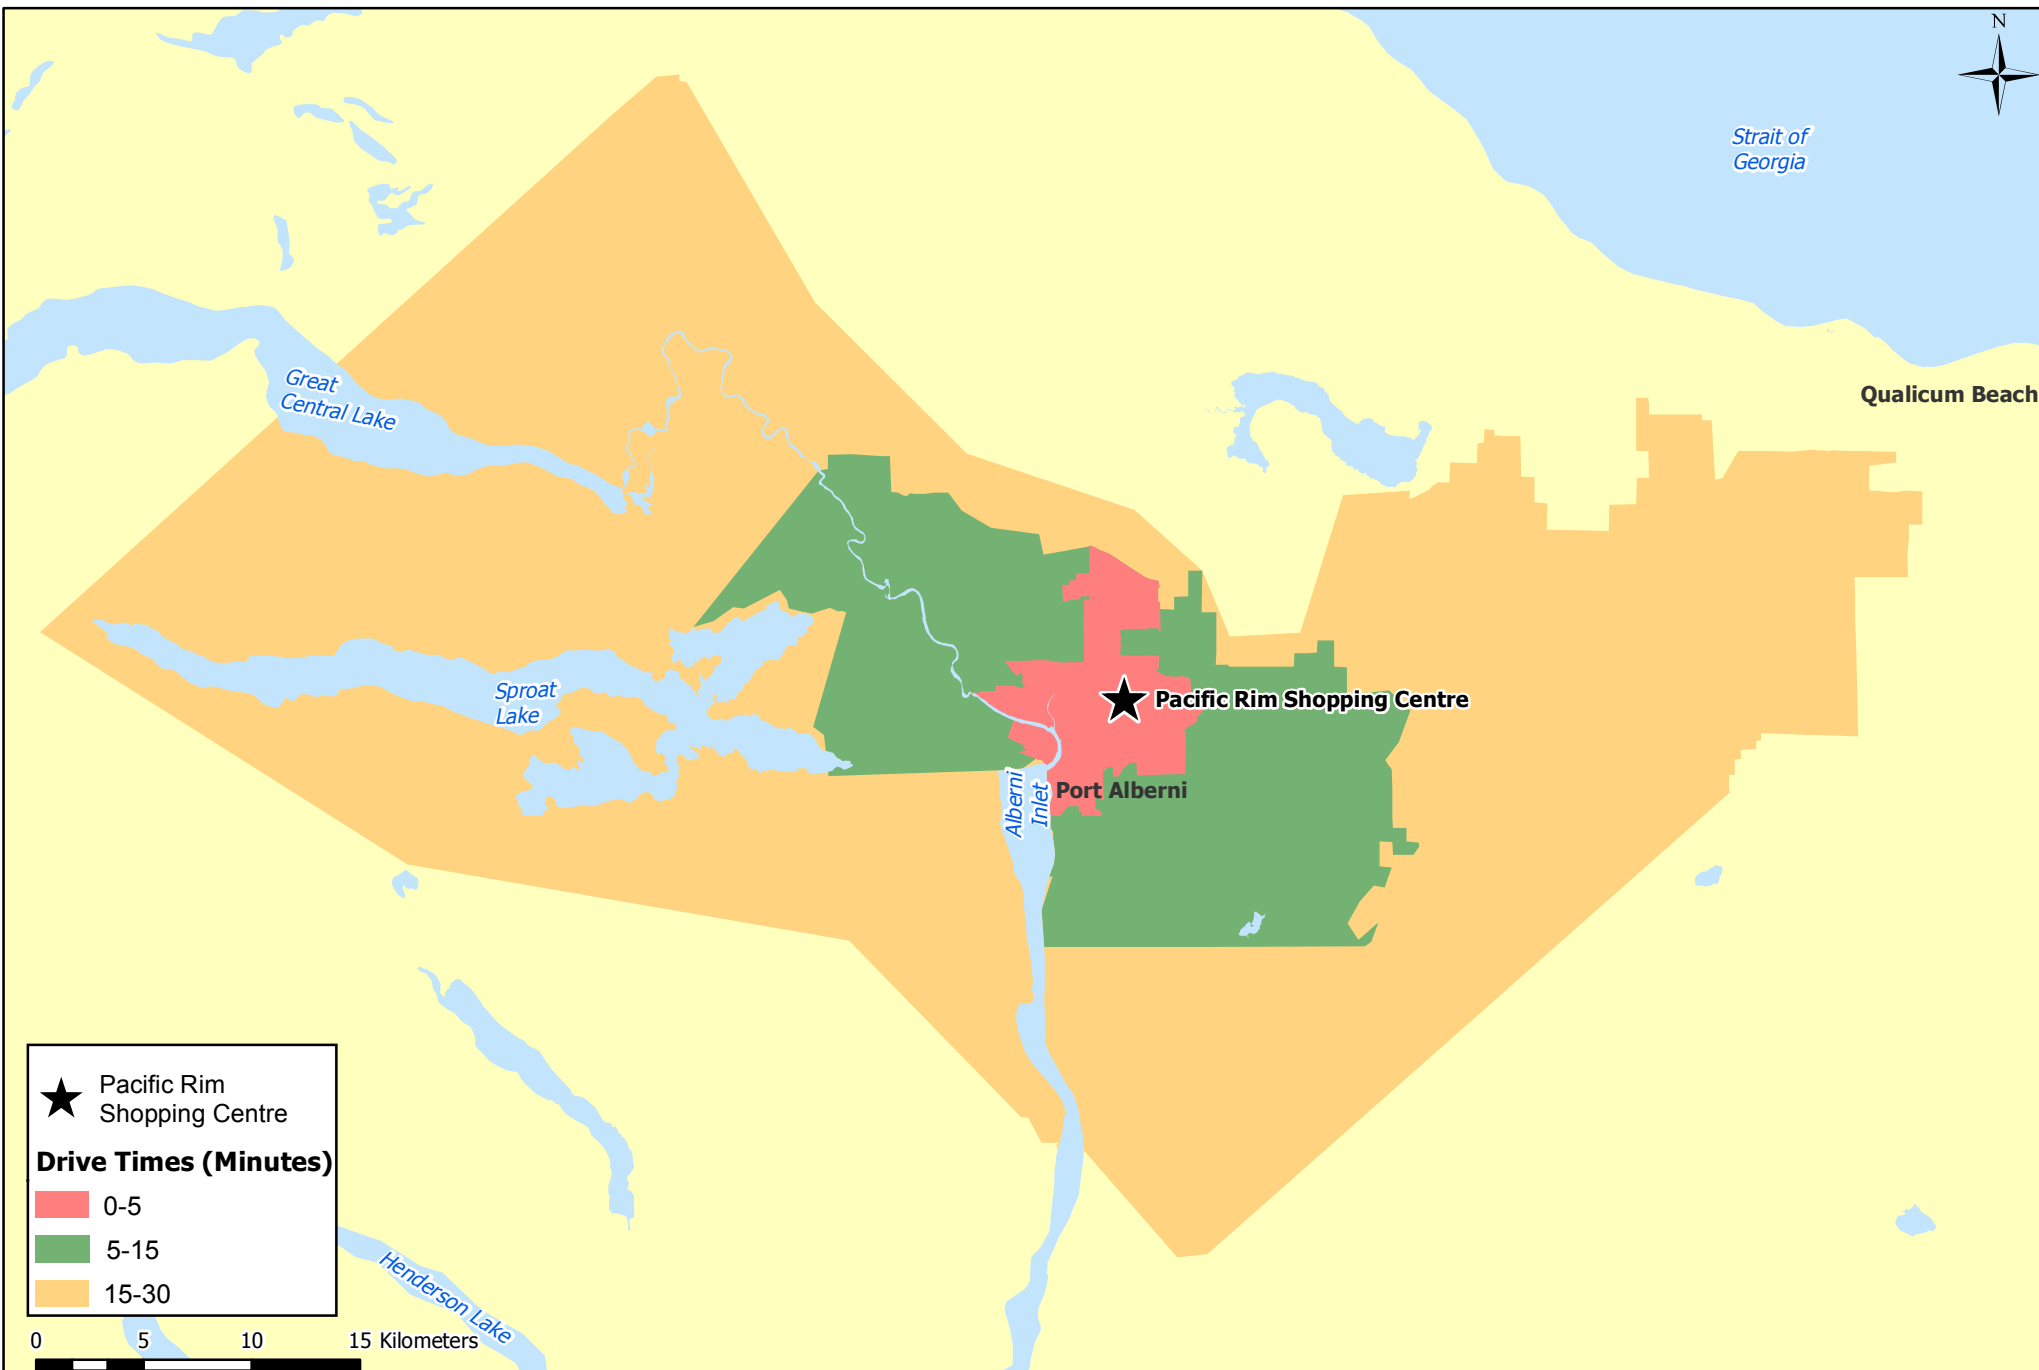 N
Strait of
Georgia
Qualicum Beach
Great
Central Lake
Sproat
Lake
Pacific Rim Shopping Centre
Port Alberni
Alberni
Inlet
Pacific Rim
Shopping Centre
Drive Times (Minutes)
0-5
5-15
15-30
Henderson Lake
0 5 10 15 Kilometers